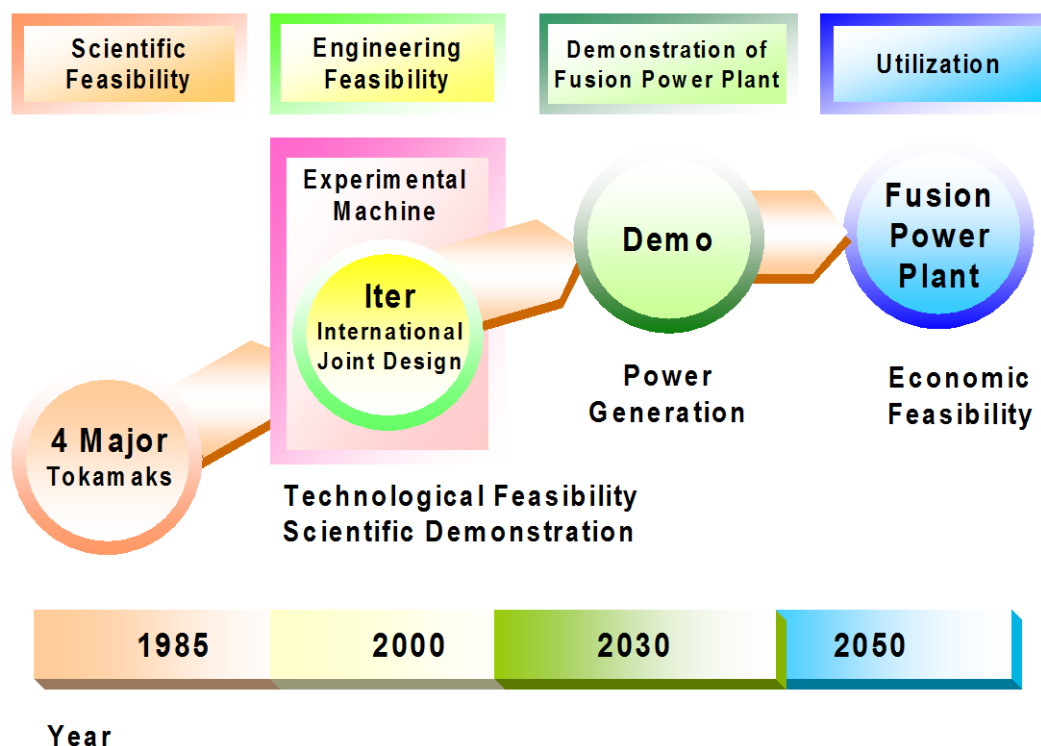 Scientific
Feasibility
Engineering
Feasibility
Demonstration of
Fusion Power Plant
Utilization
Experimental
Machine
Iter
International
Joint Design
Demo
Fusion
Power
Plant
4 Major
Tokamaks
Power
Generation
Economic
Feasibility
Technological Feasibility
Scientific Demonstration
1985
2000
2030
2050
Year